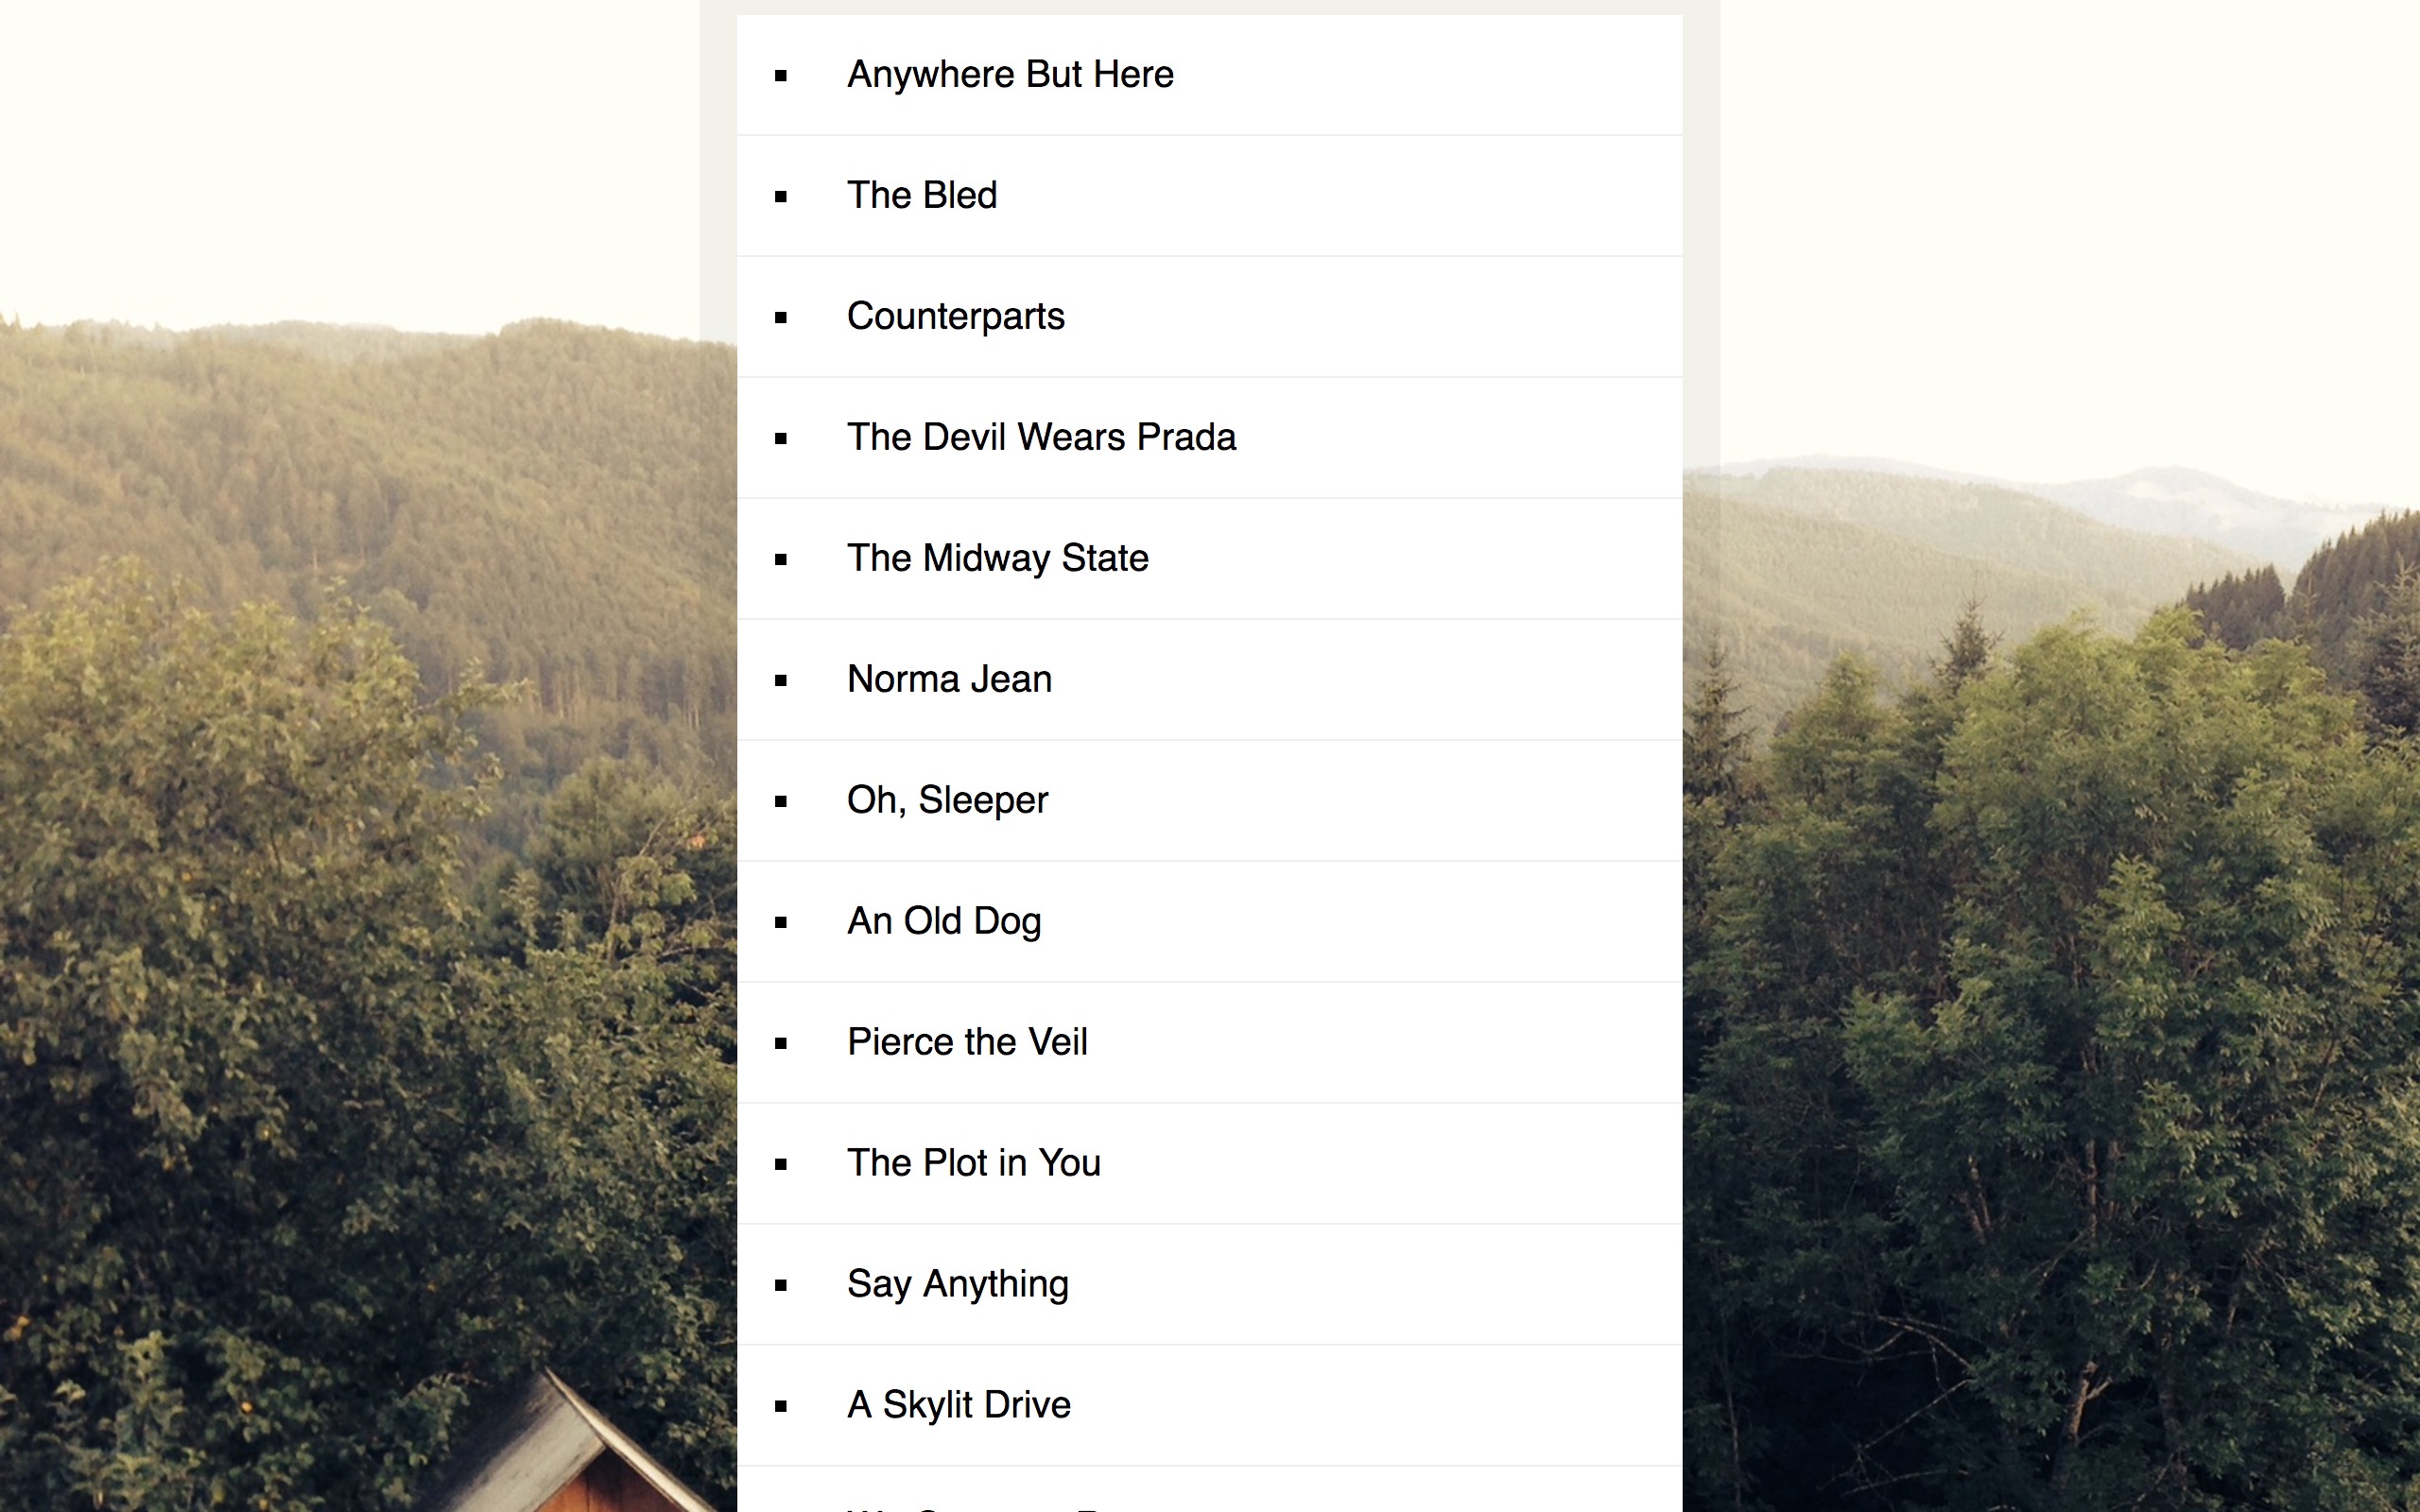 Anywhere But Here
The Bled
Counterparts
The Devil Wears Prada
The Midway State
Norma Jean
Oh, Sleeper
An Old Dog
Pierce the Veil
The Plot in You
Say Anything
A Skylit Drive